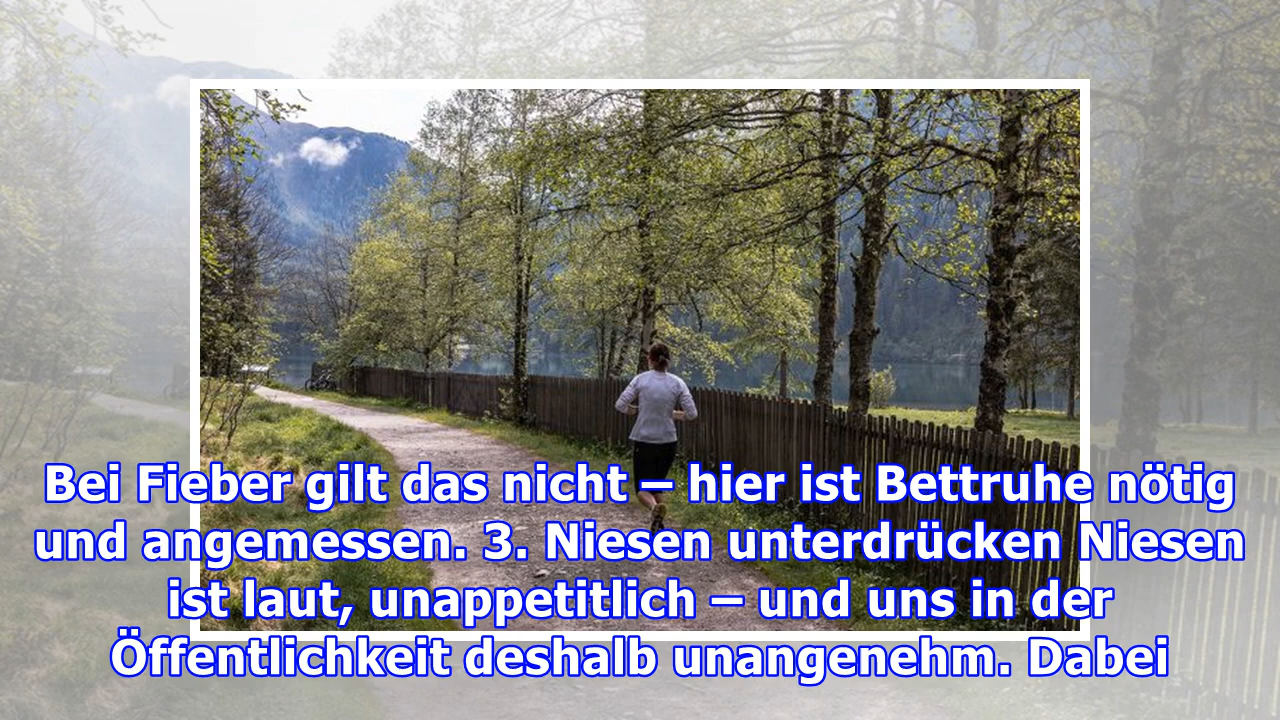 Bei Fieber gilt das nicht – hier ist Bettruhe nötig
und angemessen. 3. Niesen unterdrücken Niesen
ist laut, unappetitlich – und uns in der
Öffentlichkeit deshalb unangenehm. Dabei